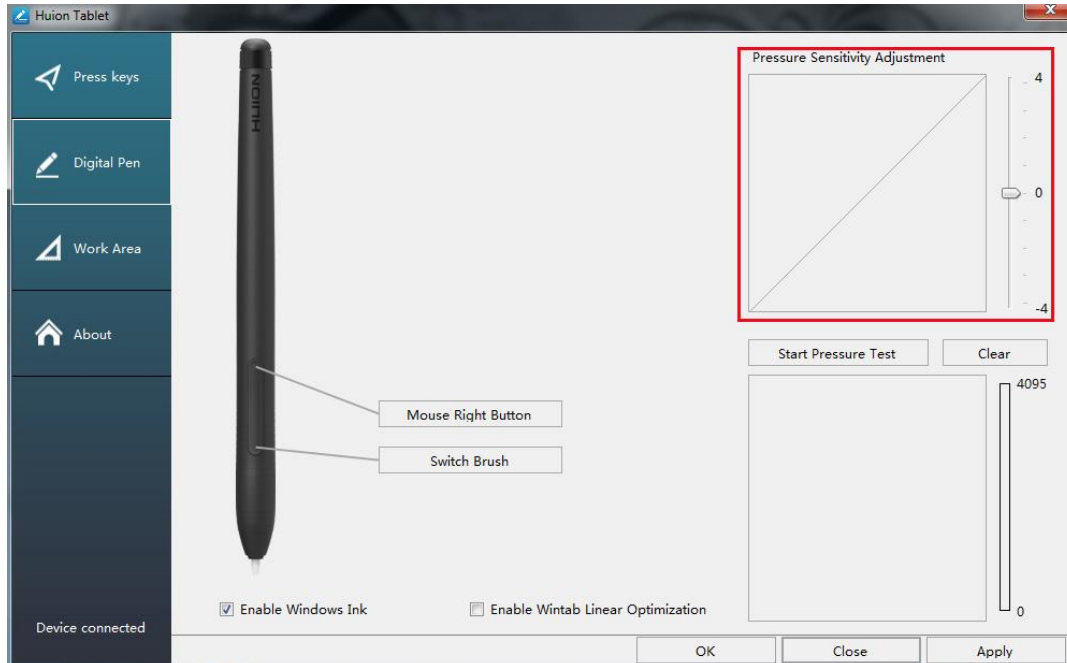 Huion Tablet
Press keys
Digital Pen
Work Area
About
Device connected
HUION
Mouse Right Button
Switch Brush
Enable Windows Ink
Enable Wintab Linear Optimization
Pressure Sensitivity Adjustment
4
0
-4
Start Pressure Test
Clear
4095
0
OK
Close
Apply